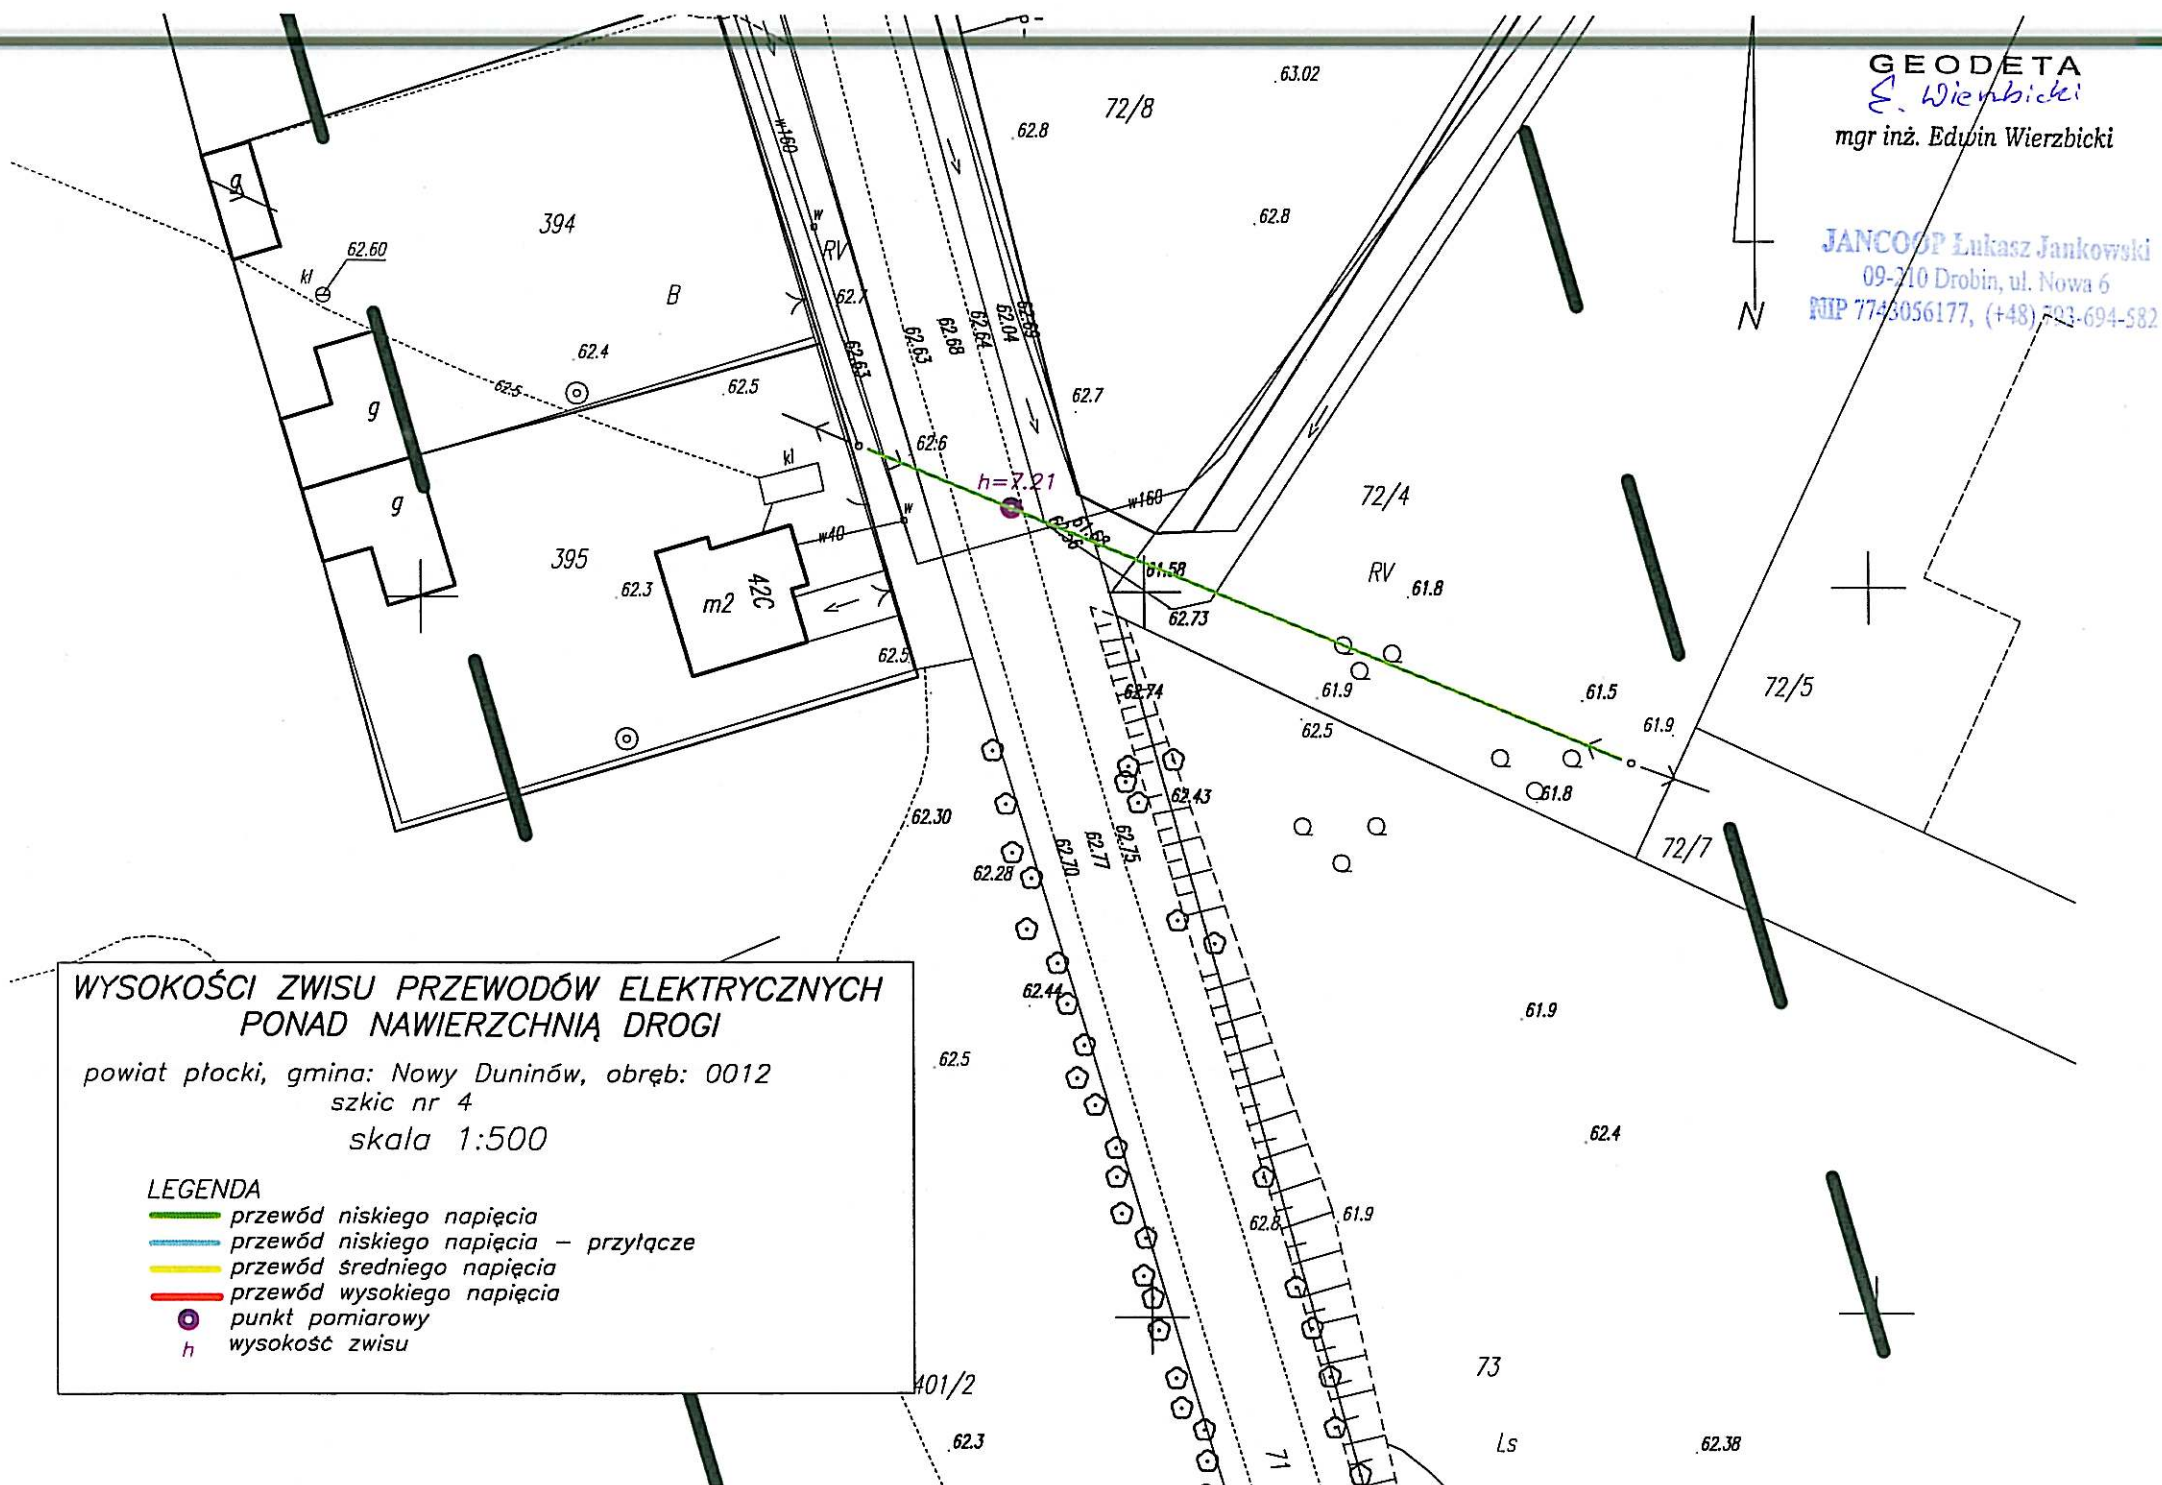 GEODETA
E. Wierzbicki
mgr inż. Edwin Wierzbicki
JANCOOP Łukasz Jankowski
09-210 Drobin, ul. Nowa 6
NIP 7743056177, (+48) 793-694-582
N
63.02
72/8
62.8
62.8
w160
g
394
w
RV
62.60
kl
B
62.7
62.63
62.63
62.68
62.64
62.04
62.69
62.4
62.5
62.5
62.7
g
62.6
kl
h=7.21
w160
72/4
g
w
w40
395
62.3
m2
42C
61.58
RV
61.8
62.73
62.5
62.74
61.9
61.5
72/5
62.5
61.9
61.8
62.43
62.30
62.70
62.77
62.75
72/7
62.28
62.44
61.9
62.5
62.4
62.8
61.9
73
401/2
62.3
71
Ls
62.38
WYSOKOŚCI ZWISU PRZEWODÓW ELEKTRYCZNYCH
PONAD NAWIERZCHNIĄ DROGI
powiat płocki, gmina: Nowy Duninów, obręb: 0012
szkic nr 4
skala 1:500
LEGENDA
przewód niskiego napięcia
przewód niskiego napięcia – przyłącze
przewód średniego napięcia
przewód wysokiego napięcia
punkt pomiarowy
h wysokość zwisu